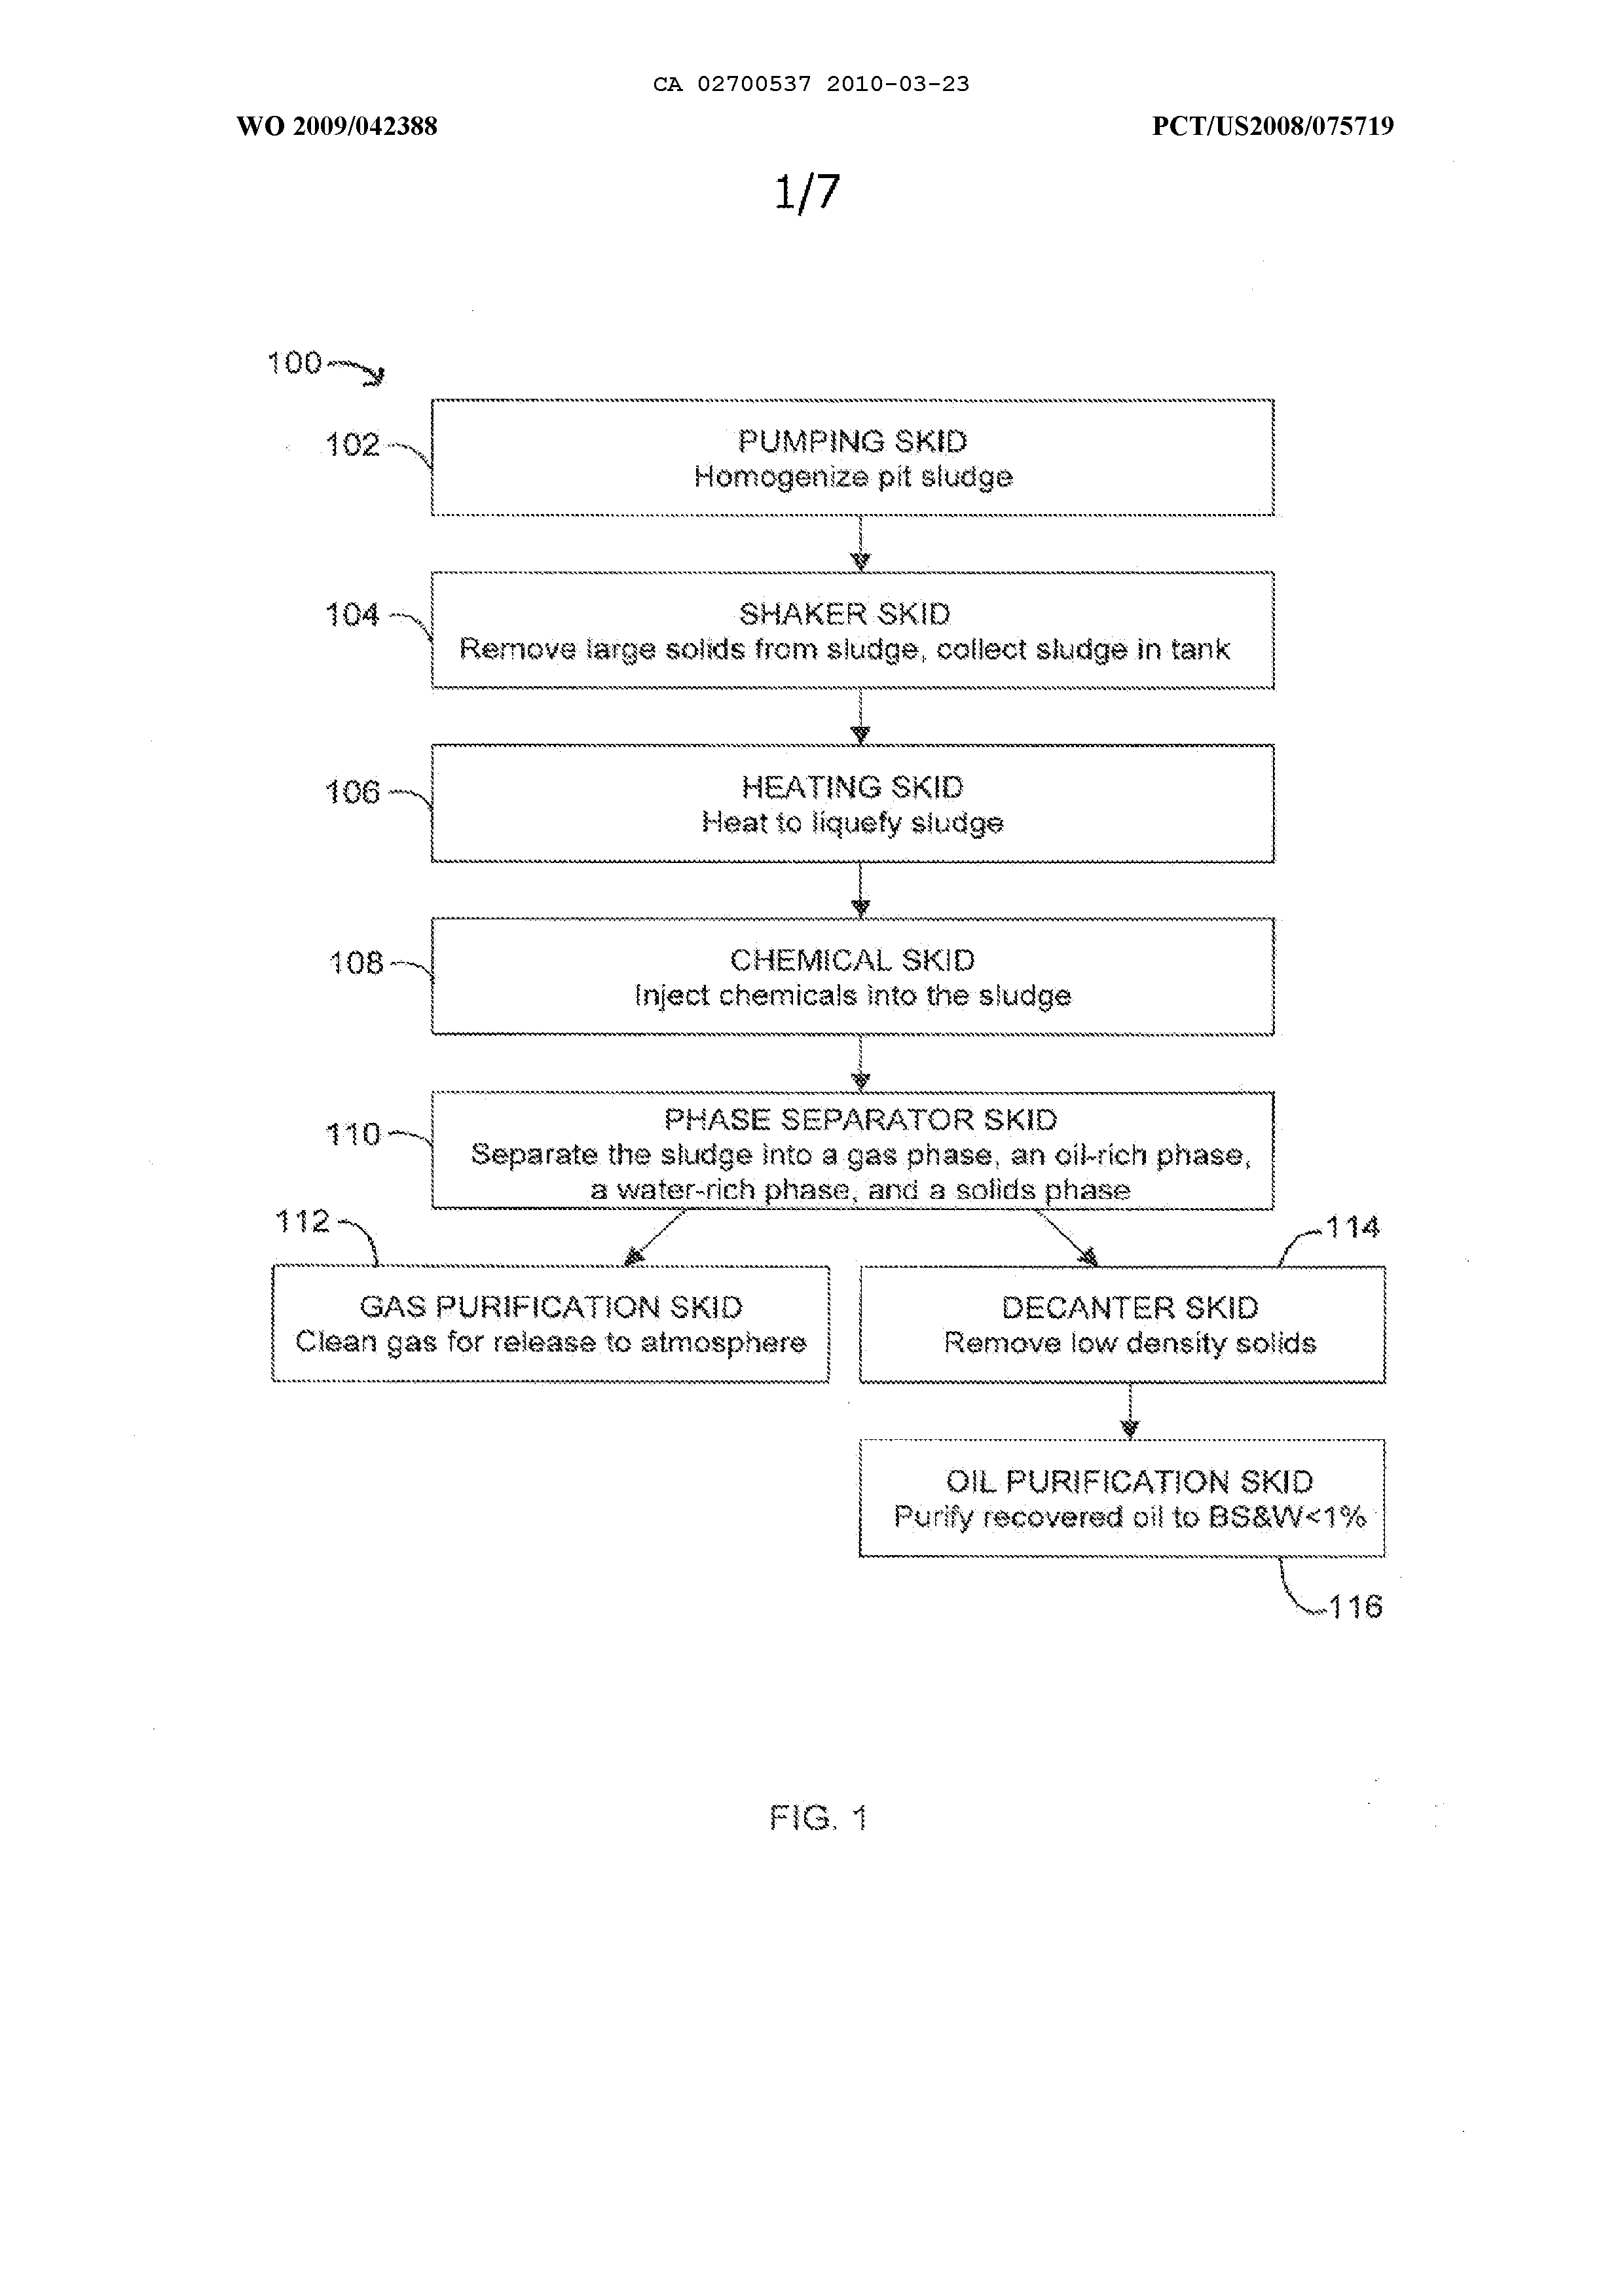 CA 02700537 2010-03-23
WO 2009/042388 PCT/US2008/075719
1/7
100
102
PUMPING SKID
Homogenize pit sludge
104
SHAKER SKID
Remove large solids from sludge, collect sludge in tank
106
HEATING SKID
Heat to liquefy sludge
108
CHEMICAL SKID
Inject chemicals into the sludge
110
PHASE SEPARATOR SKID
Separate the sludge into a gas phase, an oil-rich phase,
a water-rich phase, and a solids phase
112
114
GAS PURIFICATION SKID
Clean gas for release to atmosphere
DECANTER SKID
Remove low density solids
OIL PURIFICATION SKID
Purify recovered oil to BS&W<1%
116
FIG. 1